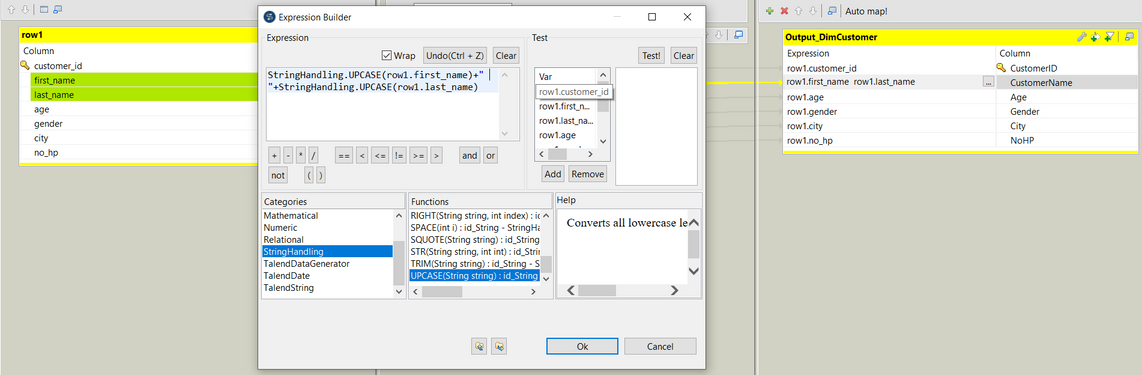 Auto map!
row1
Column
customer_id
first_name
last_name
age
gender
city
no_hp
Expression Builder
Expression
Wrap
Undo(Ctrl + Z)
Clear
StringHandling.UPCASE(row1.first_name)+" 
"+StringHandling.UPCASE(row1.last_name)
+ - * / == < <= != >= > and or
not ( )
Test
Test!
Clear
Var
row1.customer_id
row1.first_n...
row1.last_na...
row1.age
Add
Remove
Categories
Mathematical
Numeric
Relational
StringHandling
TalendDataGenerator
TalendDate
TalendString
Functions
RIGHT(String string, int index) : id_
SPACE(int i) : id_String - StringHa
SQUOTE(String string) : id_String
STR(String string, int int) : id_Strin
TRIM(String string) : id_String - S
UPCASE(String string) : id_String
Help
Converts all lowercase le
Ok
Cancel
Output_DimCustomer
Expression Column
row1.customer_id CustomerID
row1.first_name row1.last_name ... CustomerName
row1.age Age
row1.gender Gender
row1.city City
row1.no_hp NoHP